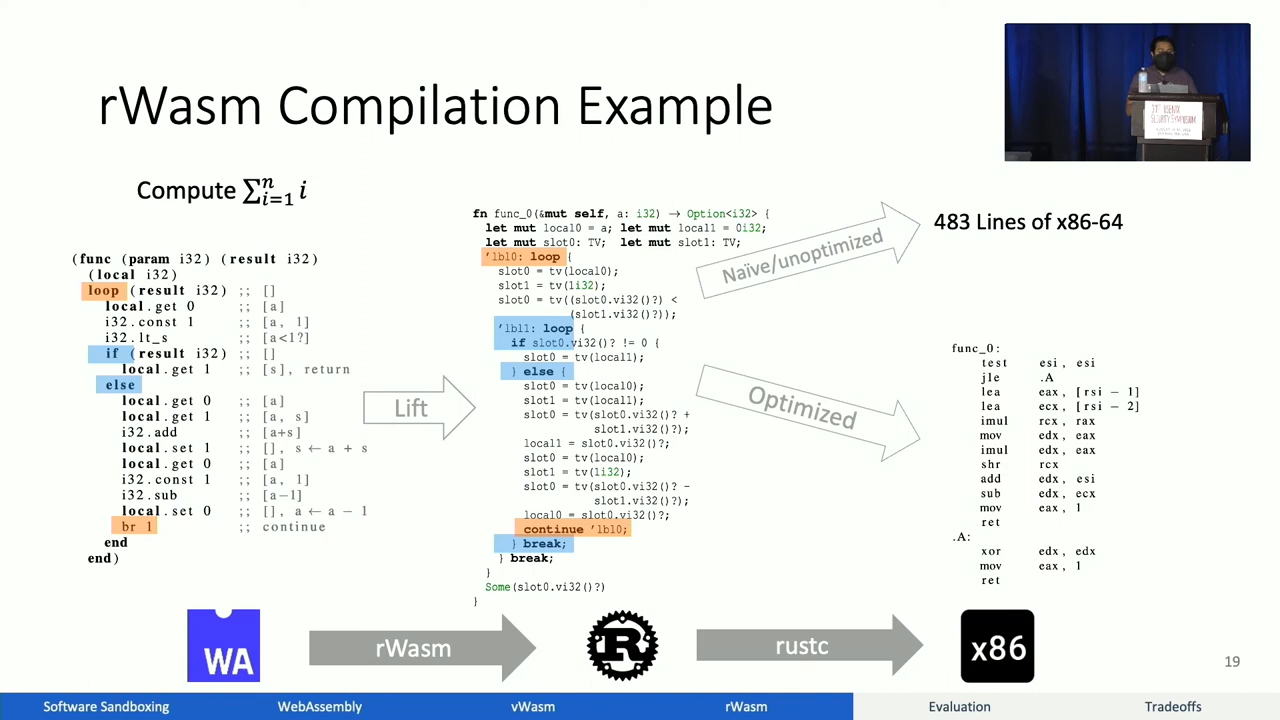 rWasm Compilation Example
31ST USENIX
SECURITY SYMPOSIUM
Compute ∑ⁿᵢ₌₁ i
(func (param i32) (result i32)
(local i32)
loop (result i32) ;; []
local.get 0 ;; [a]
i32.const 1 ;; [a, 1]
i32.lt_s ;; [a<1?]
if (result i32) ;; []
local.get 1 ;; [s], return
else
local.get 0 ;; [a]
local.get 1 ;; [a, s]
i32.add ;; [a+s]
local.set 1 ;; [], s ← a + s
local.get 0 ;; [a]
i32.const 1 ;; [a, 1]
i32.sub ;; [a−1]
local.set 0 ;; [], a ← a − 1
br 1 ;; continue
end
end)
Lift
fn func_0(&mut self, a: i32) → Option<i32> {
let mut local0 = a; let mut local1 = 0i32;
let mut slot0: TV; let mut slot1: TV;
'lbl0: loop {
slot0 = tv(local0);
slot1 = tv(1i32);
slot0 = tv((slot0.vi32()?) <
(slot1.vi32()?));
'lbl1: loop {
if slot0.vi32()? != 0 {
slot0 = tv(local1);
} else {
slot0 = tv(local0);
slot1 = tv(local1);
slot0 = tv(slot0.vi32()? +
slot1.vi32()?);
local1 = slot0.vi32()?;
slot0 = tv(local0);
slot1 = tv(1i32);
slot0 = tv(slot0.vi32()? −
slot1.vi32()?);
local0 = slot0.vi32()?;
continue 'lbl0;
} break;
} break;
}
Some(slot0.vi32()?)
}
Naïve/unoptimized
483 Lines of x86-64
Optimized
func_0:
test esi, esi
jle .A
lea eax, [rsi − 1]
lea ecx, [rsi − 2]
imul rcx, rax
mov edx, eax
imul edx, eax
shr rcx
add edx, esi
sub edx, ecx
mov eax, 1
ret
.A:
xor edx, edx
mov eax, 1
ret
WA
rWasm
R
rustc
x86
19
Software Sandboxing
WebAssembly
vWasm
rWasm
Evaluation
Tradeoffs